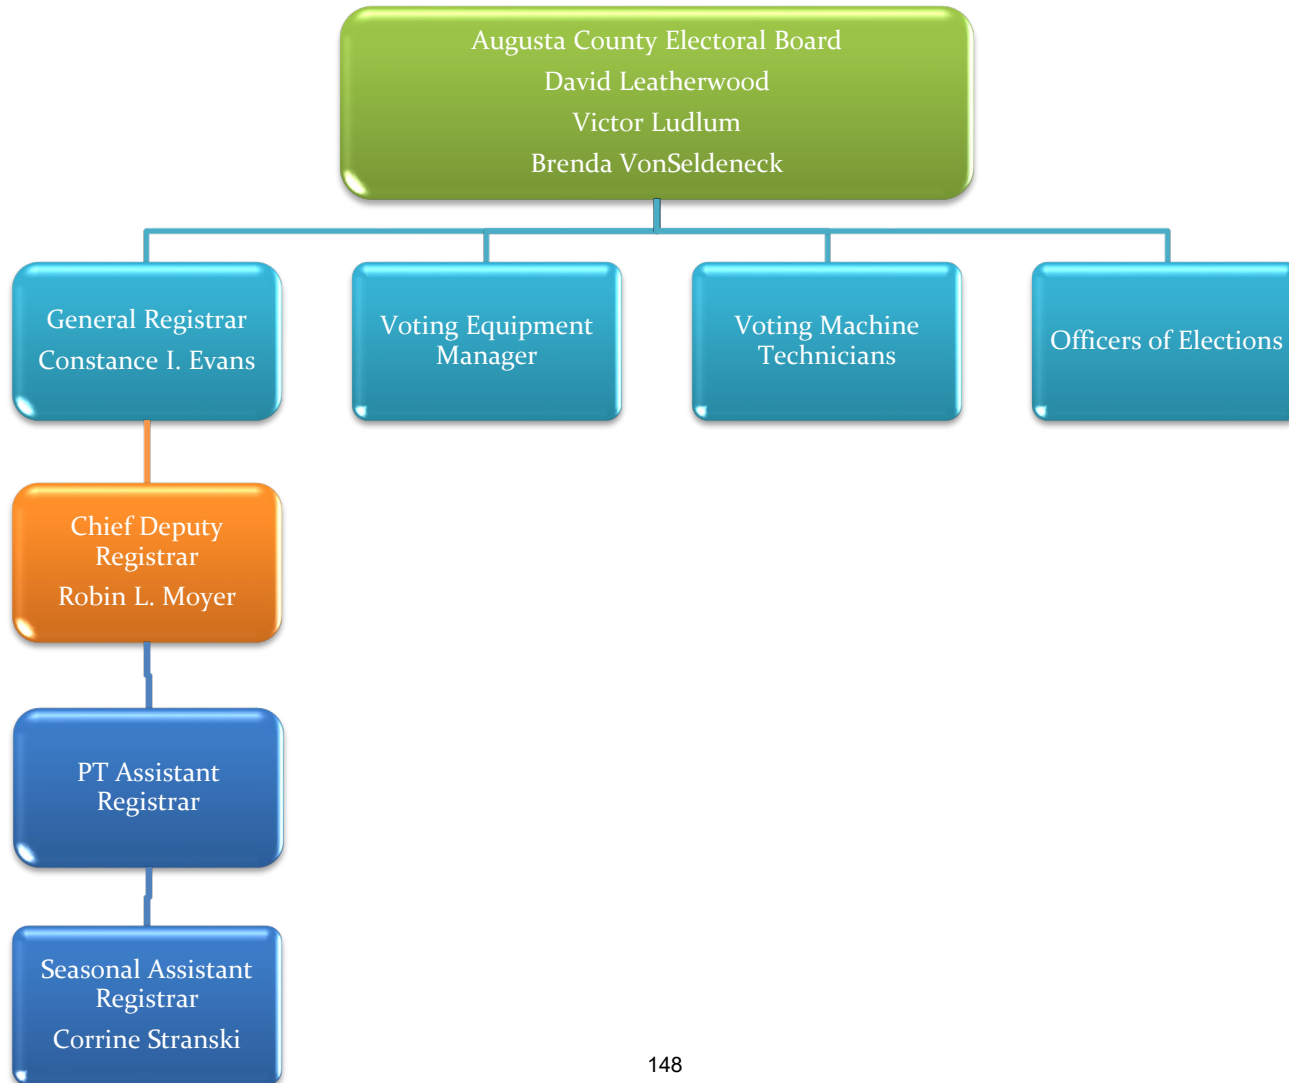 Augusta County Electoral Board
David Leatherwood
Victor Ludlum
Brenda VonSeldeneck
General Registrar
Constance I. Evans
Voting Equipment
Manager
Voting Machine
Technicians
Officers of Elections
Chief Deputy
Registrar
Robin L. Moyer
PT Assistant
Registrar
Seasonal Assistant
Registrar
Corrine Stranski
148